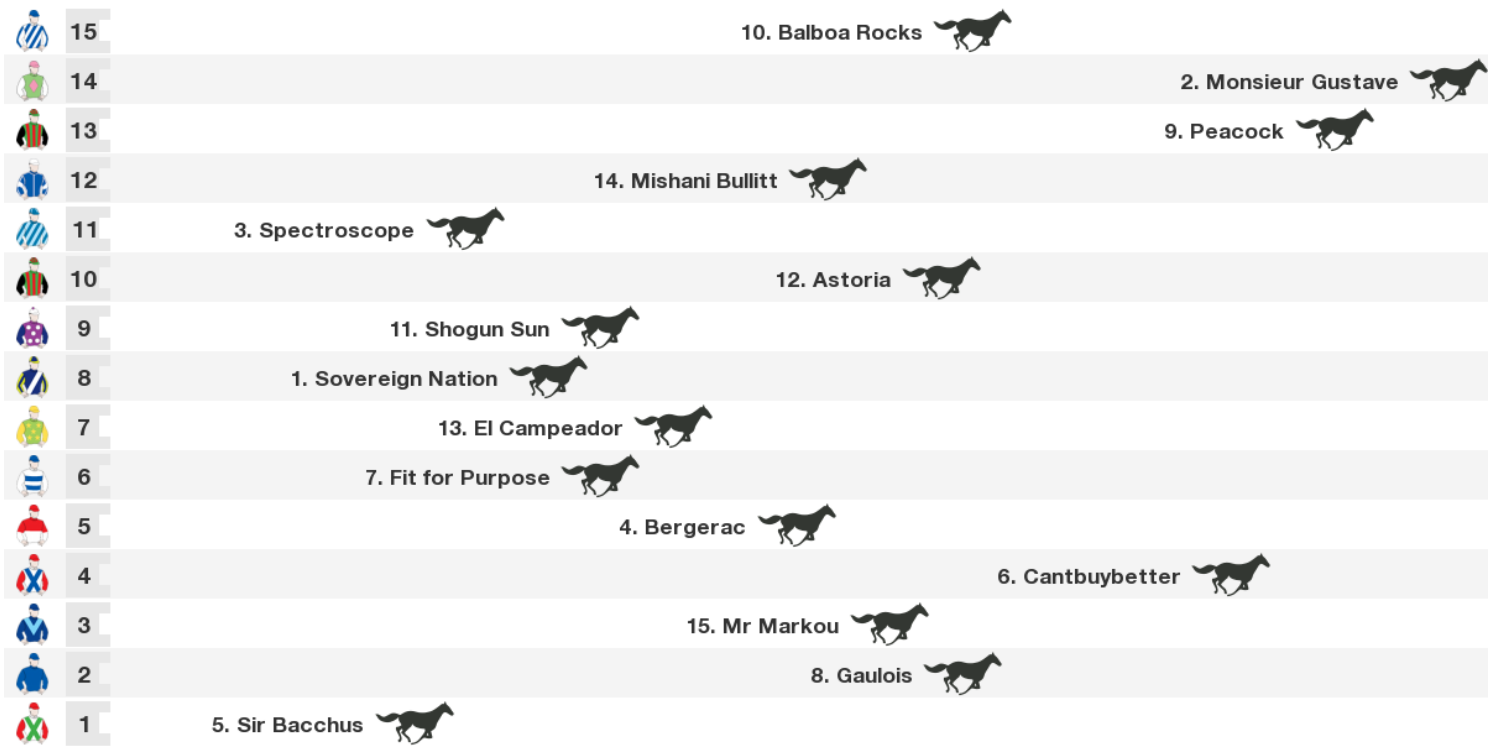 15 10. Balboa Rocks
14 2. Monsieur Gustave
13 9. Peacock
12 14. Mishani Bullitt
11 3. Spectroscope
10 12. Astoria
9 11. Shogun Sun
8 1. Sovereign Nation
7 13. El Campeador
6 7. Fit for Purpose
5 4. Bergerac
4 6. Cantbuybetter
3 15. Mr Markou
2 8. Gaulois
1 5. Sir Bacchus